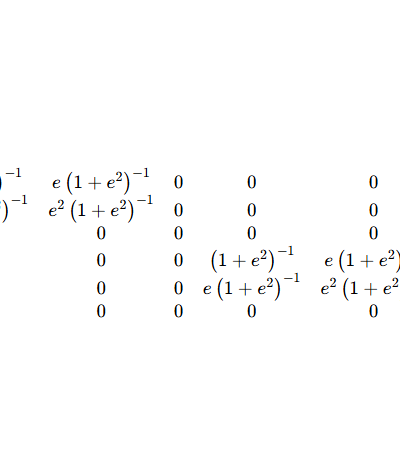 )^{-1} e(1 + e^2)^{-1} 0 0 0
)^{-1} e^2(1 + e^2)^{-1} 0 0 0
0 0 0 0
0 0 (1 + e^2)^{-1} e(1 + e^2)
0 0 e(1 + e^2)^{-1} e^2(1 + e^2
0 0 0 0